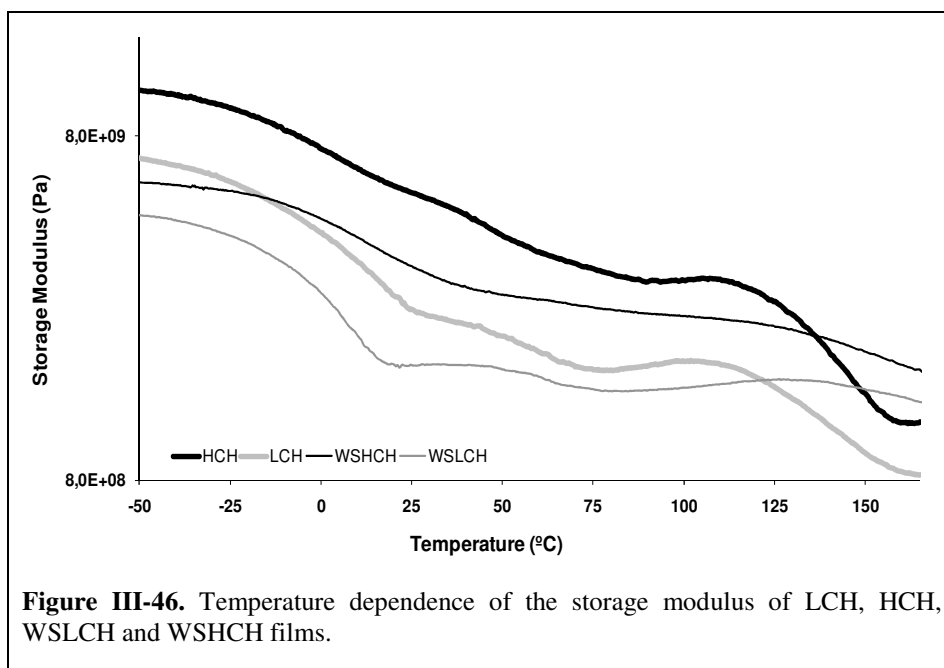 8,0E+09
Storage Modulus (Pa)
HCH LCH WSHCH WSLCH
8,0E+08
-50 -25 0 25 50 75 100 125 150
Temperature (ºC)
Figure III-46. Temperature dependence of the storage modulus of LCH, HCH,
WSLCH and WSHCH films.